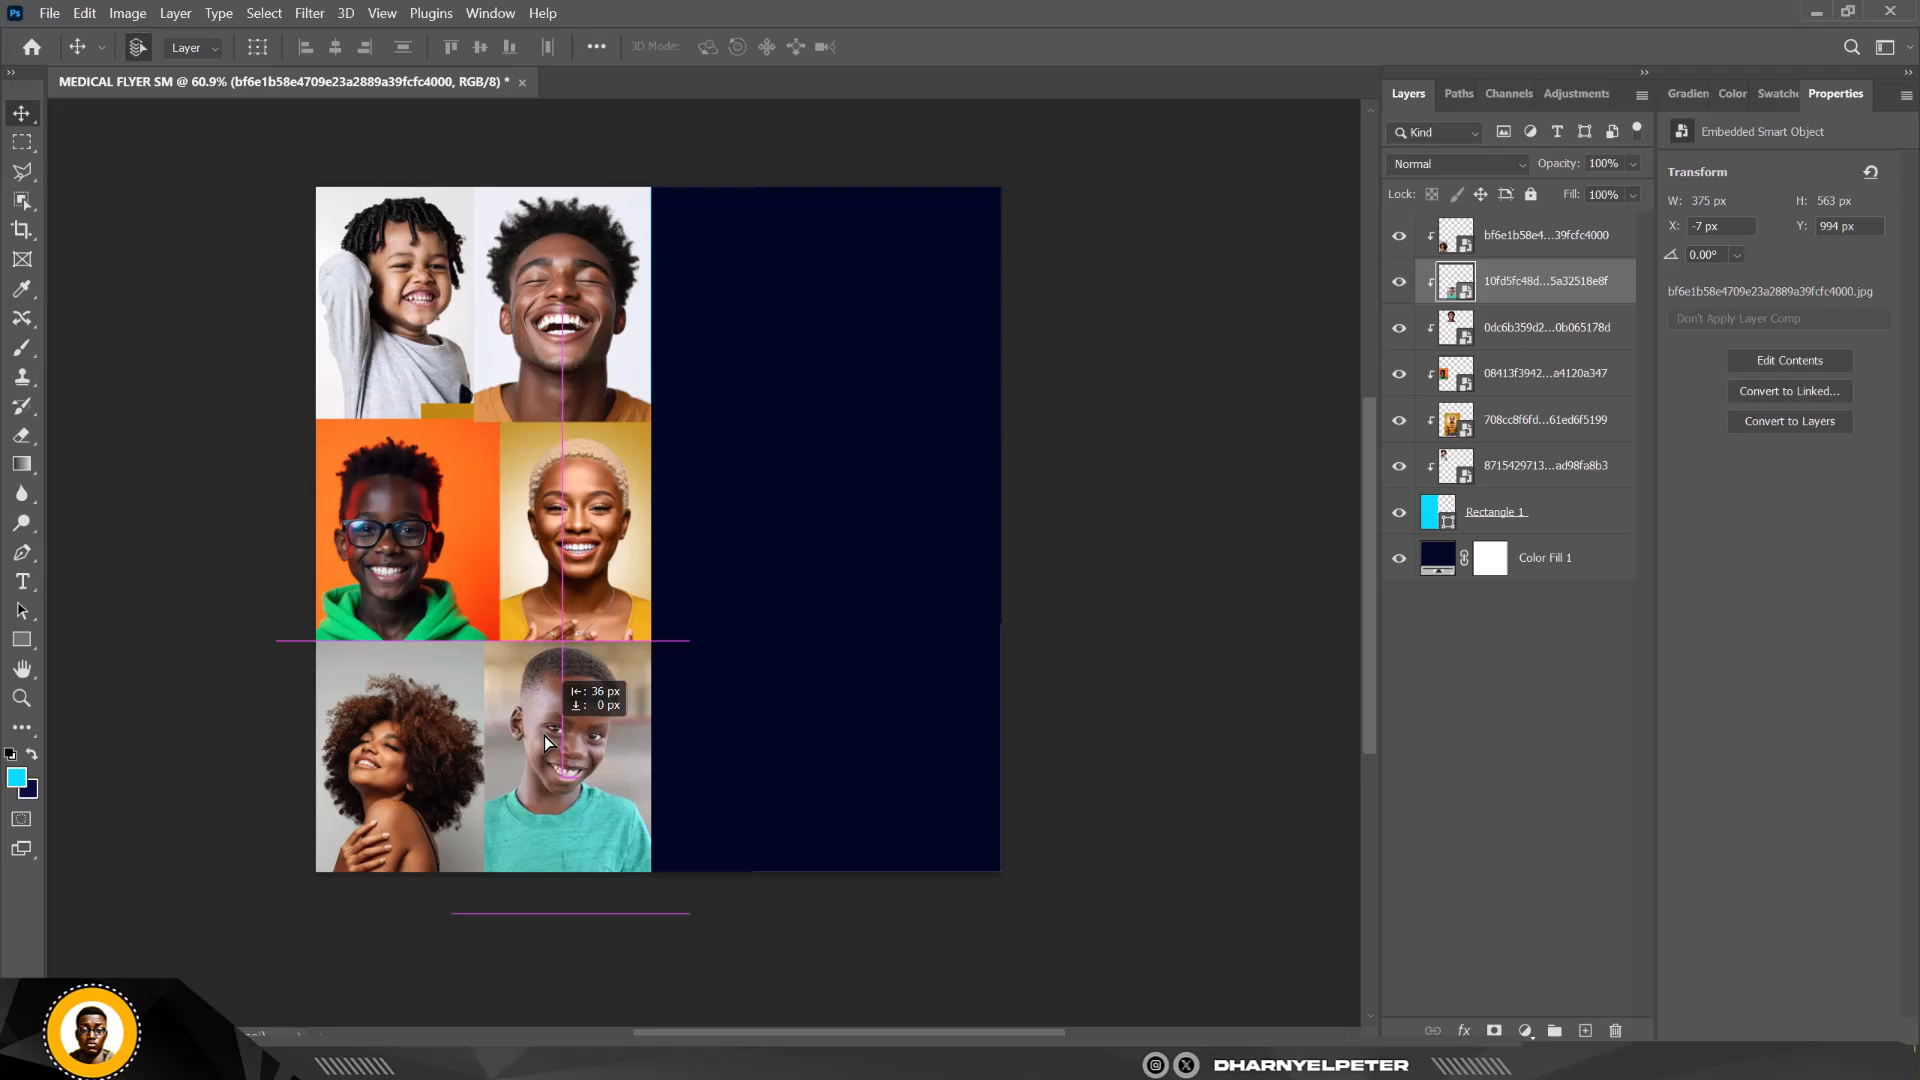 Ps File Edit Image Layer Type Select Filter 3D View Plugins Window Help
Layer 3D Mode:
MEDICAL FLYER SM @ 60.9% (bf6e1b58e4709e23a2889a39fcfc4000, RGB/8) *
Layers Paths Channels Adjustments
Kind
Normal Opacity: 100%
Lock: Fill: 100%
bf6e1b58e4...39fcfc4000
10fd5fc48d...5a32518e8f
0dc6b359d2...0b065178d
08413f3942...a4120a347
708cc8f6fd...61ed6f5199
8715429713...ad98fa8b3
Rectangle 1
Color Fill 1
Gradien Color Swatche Properties
Embedded Smart Object
Transform
W: 375 px H: 563 px
X: -7 px Y: 994 px
0.00°
bf6e1b58e4709e23a2889a39fcfc4000.jpg
Don't Apply Layer Comp
Edit Contents
Convert to Linked...
Convert to Layers
: 36 px
: 0 px
fx
DHARNYELPETER